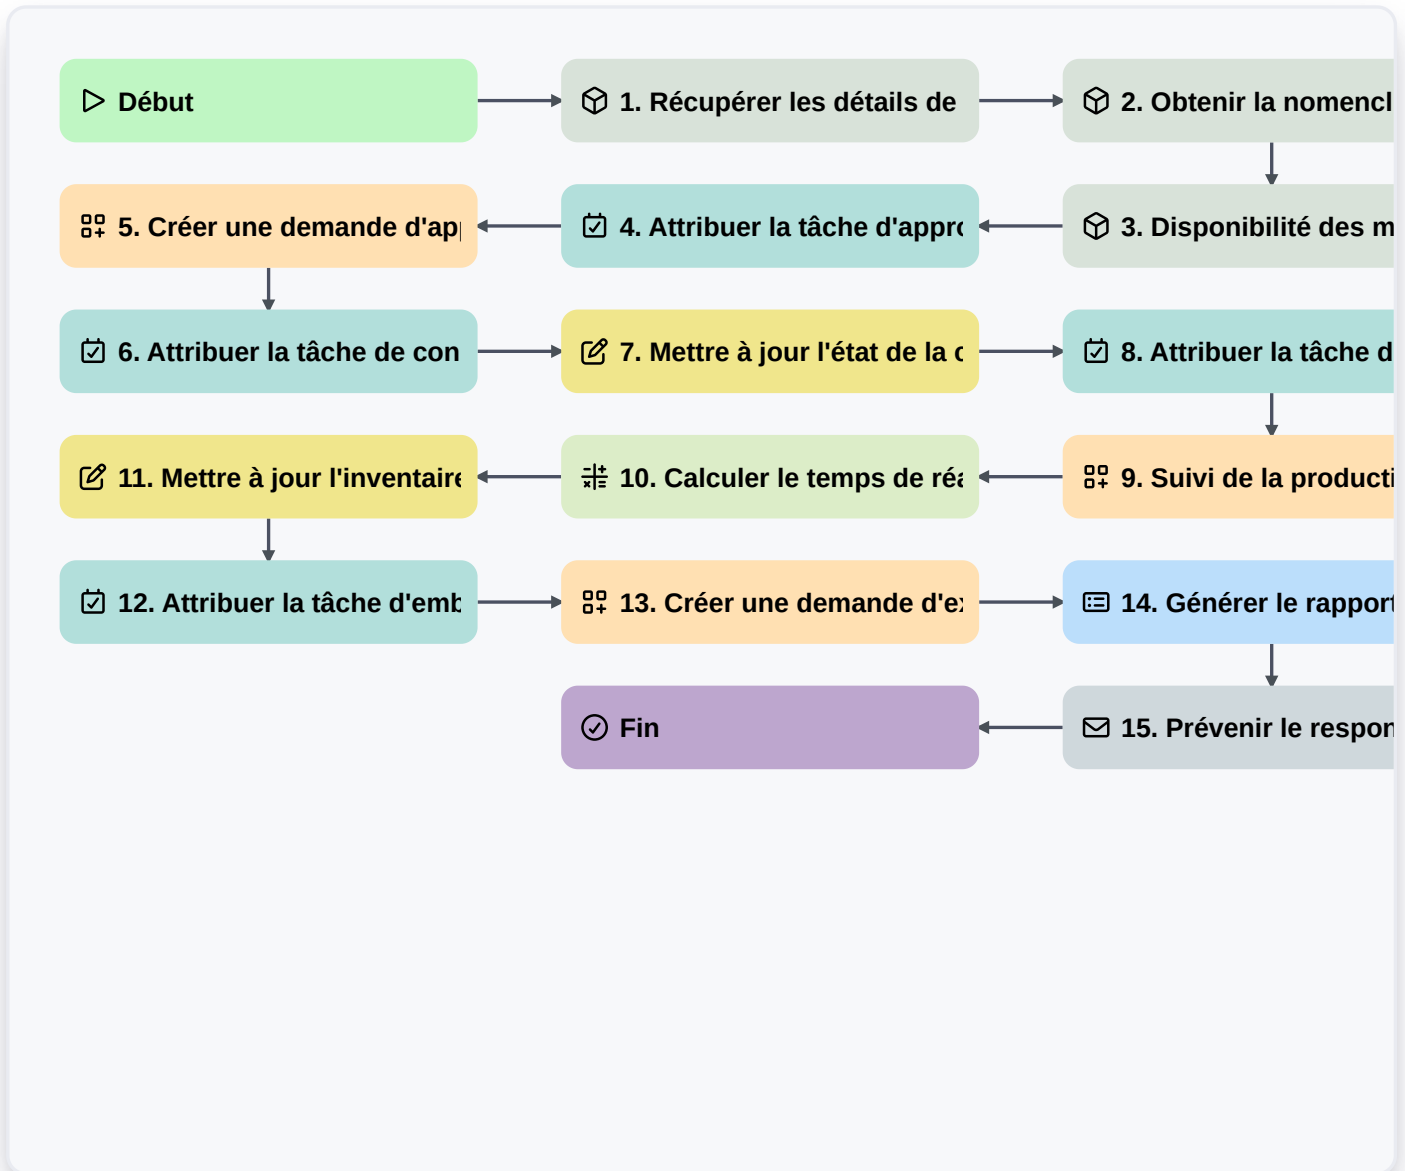 Début
1. Récupérer les détails de
2. Obtenir la nomencl
5. Créer une demande d'ap
4. Attribuer la tâche d'appr
3. Disponibilité des m
6. Attribuer la tâche de con
7. Mettre à jour l'état de la
8. Attribuer la tâche d
11. Mettre à jour l'inventaire
10. Calculer le temps de réa
9. Suivi de la producti
12. Attribuer la tâche d'emb
13. Créer une demande d'ex
14. Générer le rapport
Fin
15. Prévenir le respon